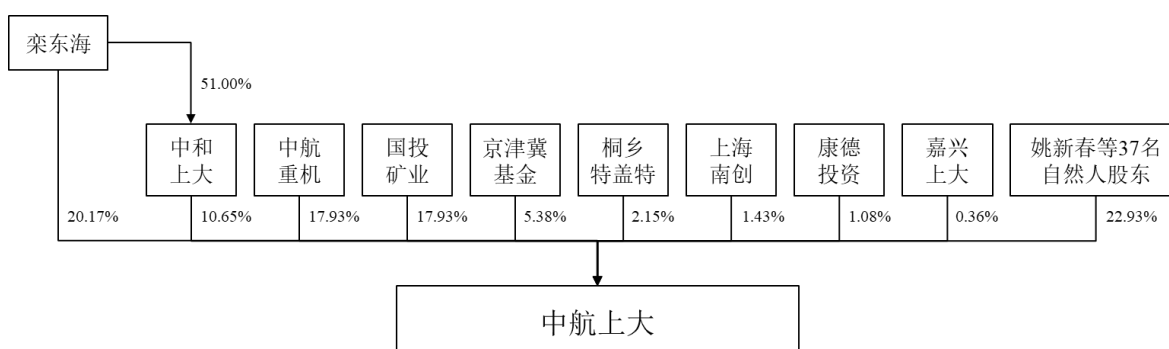 栾东海
51.00%
中和
上大
中航
重机
国投
矿业
京津冀
基金
桐乡
特盖特
上海
南创
康德
投资
嘉兴
上大
姚新春等37名
自然人股东
20.17%
10.65%
17.93%
17.93%
5.38%
2.15%
1.43%
1.08%
0.36%
22.93%
中航上大